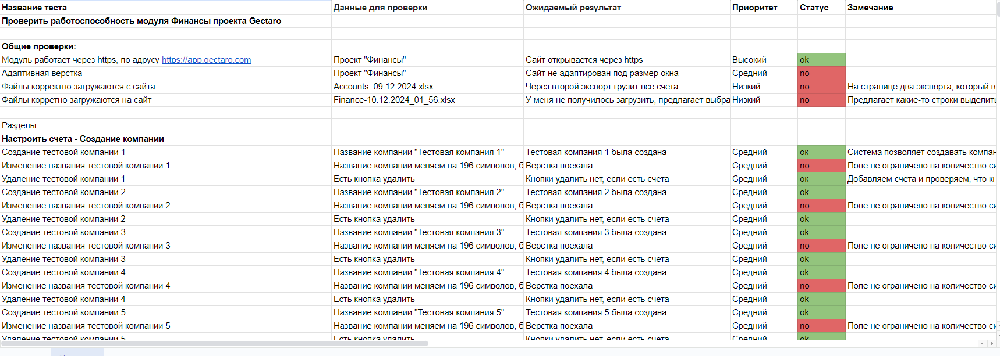 Название теста Данные для проверки Ожидаемый результат Приоритет Статус Замечание
Проверить работоспособность модуля Финансы проекта Gectaro
Общие проверки:
Модуль работает через https, по адрусу https://app.gectaro.com Проект "Финансы" Сайт открывается через https Высокий ok
Адаптивная верстка Проект "Финансы" Сайт не адаптирован под размер окна Средний no
Файлы корректно загружаются с сайта Accounts_09.12.2024.xlsx Через второй экспорт грузит все счета Низкий no На странице два экспорта, который в
Файлы корретно загружаются на сайт Finance-10.12.2024_01_56.xlsx У меня не получилось загрузить, предлагает выбра Низкий no Предлагает какие-то строки выделить
Разделы:
Настроить счета - Создание компании
Создание тестовой компании 1 Название компании "Тестовая компания 1" Тестовая компания 1 была создана Средний ок Система позволяет создавать компан
Изменение названия тестовой компании 1 Название компании меняем на 196 символов, б Верстка поехала Средний no Поле не ограничено на количество си
Удаление тестовой компании 1 Есть кнопка удалить Кнопки удалить нет, если есть счета Средний ок Добавляем счета и проверяем, что кн
Создание тестовой компании 2 Название компании "Тестовая компания 2" Тестовая компания 2 была создана Средний ok
Изменение названия тестовой компании 2 Название компании меняем на 196 символов, б Верстка поехала Средний no Поле не ограничено на количество си
Удаление тестовой компании 2 Есть кнопка удалить Кнопки удалить нет, если есть счета Средний ok
Создание тестовой компании 3 Название компании "Тестовая компания 3" Тестовая компания 3 была создана Средний ok
Изменение названия тестовой компании 3 Название компании меняем на 196 символов, б Верстка поехала Средний no Поле не ограничено на количество си
Удаление тестовой компании 3 Есть кнопка удалить Кнопки удалить нет, если есть счета Средний ok
Создание тестовой компании 4 Название компании "Тестовая компания 4" Тестовая компания 4 была создана Средний ok
Изменение названия тестовой компании 4 Название компании меняем на 196 символов, б Верстка поехала Средний no Поле не ограничено на количество си
Удаление тестовой компании 4 Есть кнопка удалить Кнопки удалить нет, если есть счета Средний ok
Создание тестовой компании 5 Название компании "Тестовая компания 5" Тестовая компания 5 была создана Средний ok
Изменение названия тестовой компании 5 Название компании меняем на 196 символов, б Верстка поехала Средний no Поле не ограничено на количество си
Удаление тестовой компании 5 Есть кнопка удалить Кнопки удалить нет, если есть счета Средний ok